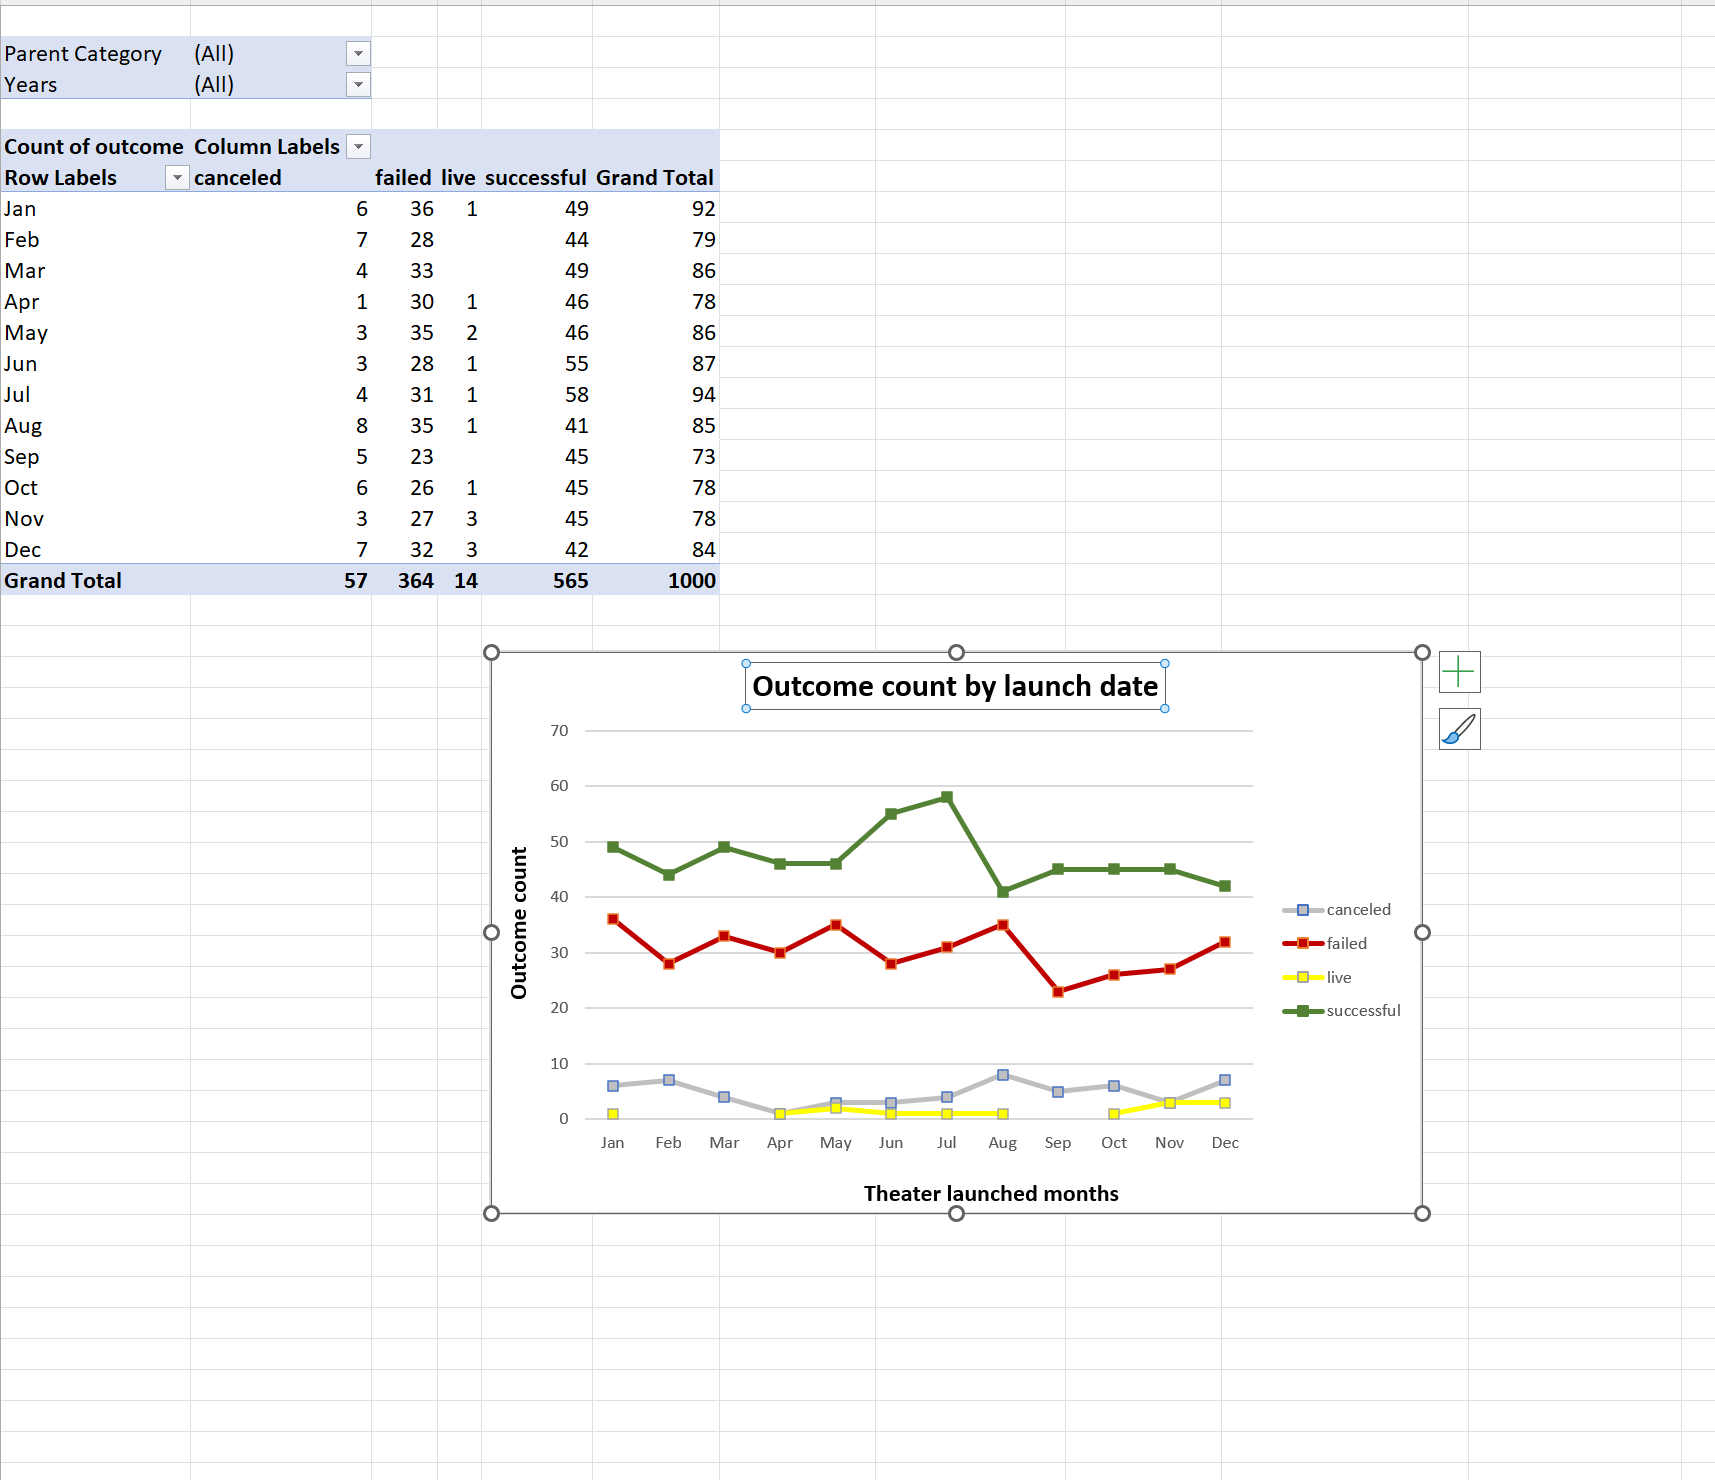 Parent Category (All)
Years (All)
Count of outcome Column Labels
Row Labels canceled failed live successful Grand Total
Jan 6 36 1 49 92
Feb 7 28 44 79
Mar 4 33 49 86
Apr 1 30 1 46 78
May 3 35 2 46 86
Jun 3 28 1 55 87
Jul 4 31 1 58 94
Aug 8 35 1 41 85
Sep 5 23 45 73
Oct 6 26 1 45 78
Nov 3 27 3 45 78
Dec 7 32 3 42 84
Grand Total 57 364 14 565 1000
Outcome count by launch date
70
60
50
40
30
20
10
0
Outcome count
Jan Feb Mar Apr May Jun Jul Aug Sep Oct Nov Dec
Theater launched months
canceled
failed
live
successful